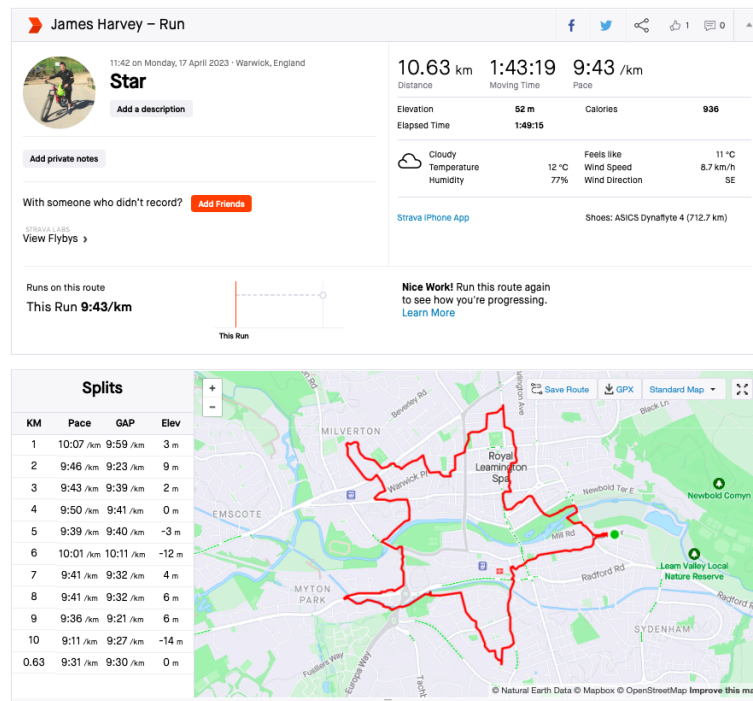 James Harvey – Run
1
0
11:42 on Monday, 17 April 2023 · Warwick, England
Star
Add a description
Add private notes
With someone who didn't record? Add Friends
STRAVA LABS
View Flybys ›
10.63 km 1:43:19 9:43 /km
Distance Moving Time Pace
Elevation 52 m Calories 936
Elapsed Time 1:49:15
Cloudy Feels like 11 °C
Temperature 12 °C Wind Speed 8.7 km/h
Humidity 77% Wind Direction SE
Strava iPhone App Shoes: ASICS Dynaflyte 4 (712.7 km)
Runs on this route
This Run 9:43/km
This Run
Nice Work! Run this route again
to see how you're progressing.
Learn More
Splits
KM Pace GAP Elev
1 10:07 /km 9:59 /km 3 m
2 9:46 /km 9:23 /km 9 m
3 9:43 /km 9:39 /km 2 m
4 9:50 /km 9:41 /km 0 m
5 9:39 /km 9:40 /km -3 m
6 10:01 /km 10:11 /km -12 m
7 9:41 /km 9:32 /km 4 m
8 9:41 /km 9:32 /km 6 m
9 9:36 /km 9:21 /km 6 m
10 9:11 /km 9:27 /km -14 m
0.63 9:31 /km 9:30 /km 0 m
+
−
Save Route
GPX
Standard Map
Rd
Beverley Rd
Black Ln
MILVERTON
Royal
Leamington
Spa
Warwick Pl
EMSCOTE
Newbold Ter E
Newbold Comyn
Mill Rd
Radford Rd
Leam Valley Local
Nature Reserve
MYTON
PARK
Radford R
SYDENHAM
Fusiliers Way
Europa Way
Tachb
© Natural Earth Data © Mapbox © OpenStreetMap Improve this ma